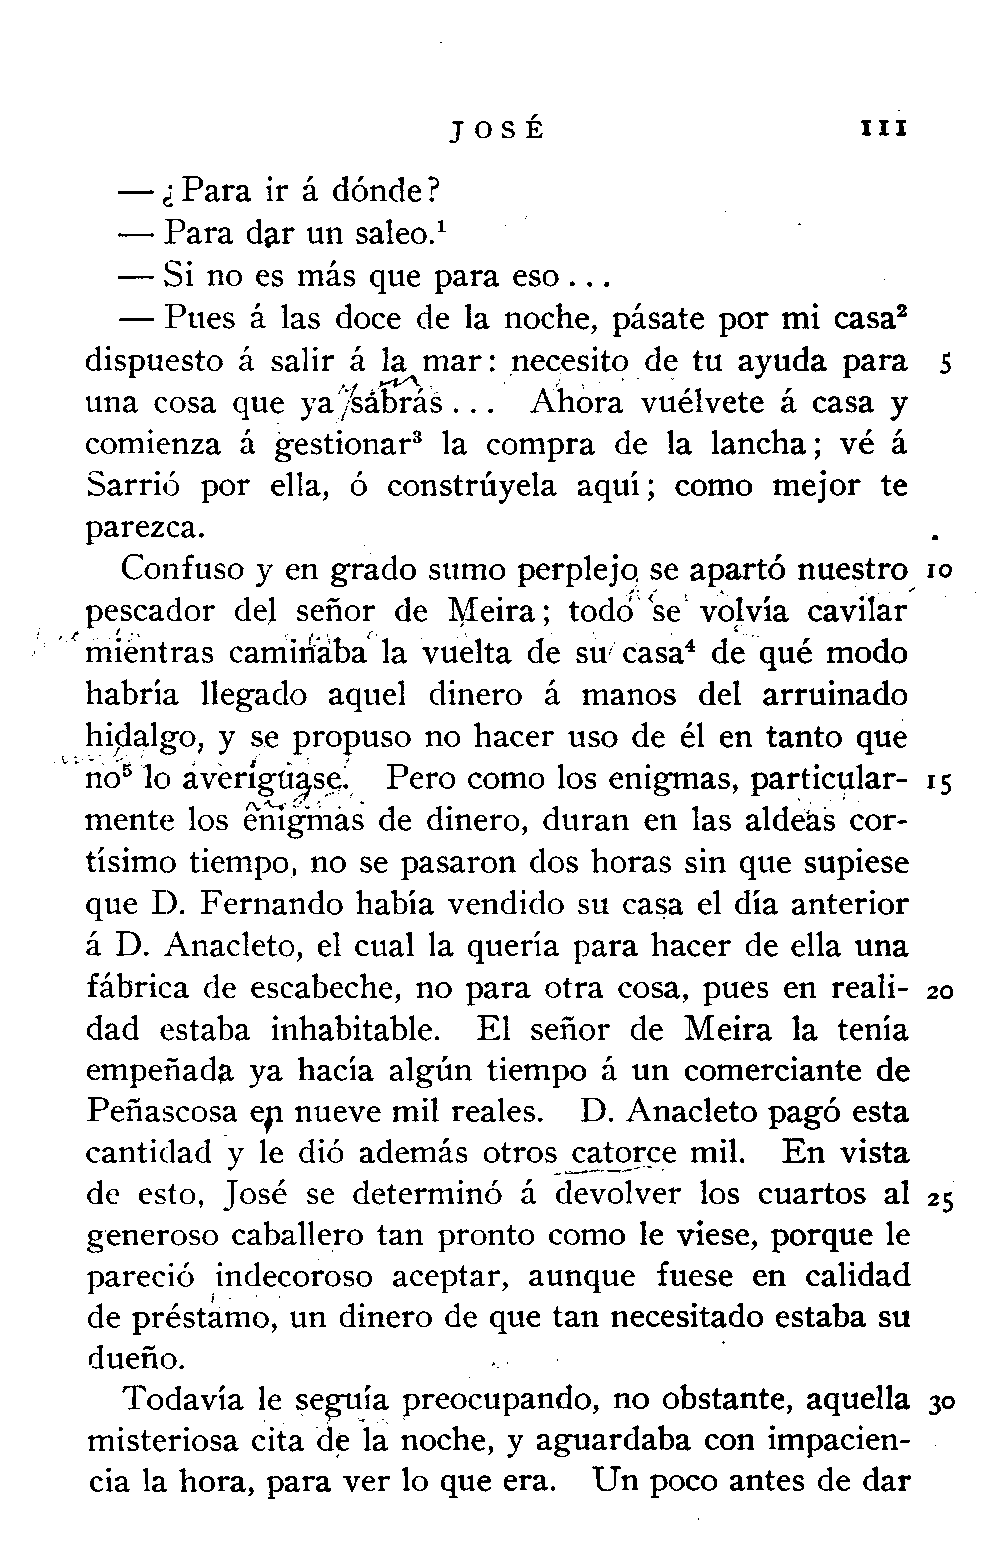 JOSÉ 111
— ¿Para ir á dónde?
— Para dar un saleo.¹
— Si no es más que para eso . . .
— Pues á las doce de la noche, pásate por mi casa²
dispuesto á salir á la mar: necesito de tu ayuda para 5
una cosa que ya sabrás . . . Ahora vuélvete á casa y
comienza á gestionar³ la compra de la lancha; vé á
Sarrió por ella, ó constrúyela aquí; como mejor te
parezca.
Confuso y en grado sumo perplejo se apartó nuestro 10
pescador del señor de Meira; todo se volvía cavilar
mientras caminaba la vuelta de su casa⁴ de qué modo
habría llegado aquel dinero á manos del arruinado
hidalgo, y se propuso no hacer uso de él en tanto que
no⁵ lo averiguase. Pero como los enigmas, particular- 15
mente los enigmas de dinero, duran en las aldeas cor-
tísimo tiempo, no se pasaron dos horas sin que supiese
que D. Fernando había vendido su casa el día anterior
á D. Anacleto, el cual la quería para hacer de ella una
fábrica de escabeche, no para otra cosa, pues en reali- 20
dad estaba inhabitable. El señor de Meira la tenía
empeñada ya hacía algún tiempo á un comerciante de
Peñascosa en nueve mil reales. D. Anacleto pagó esta
cantidad y le dió además otros catorce mil. En vista
de esto, José se determinó á devolver los cuartos al 25
generoso caballero tan pronto como le viese, porque le
pareció indecoroso aceptar, aunque fuese en calidad
de préstamo, un dinero de que tan necesitado estaba su
dueño.
Todavía le seguía preocupando, no obstante, aquella 30
misteriosa cita de la noche, y aguardaba con impacien-
cia la hora, para ver lo que era. Un poco antes de dar